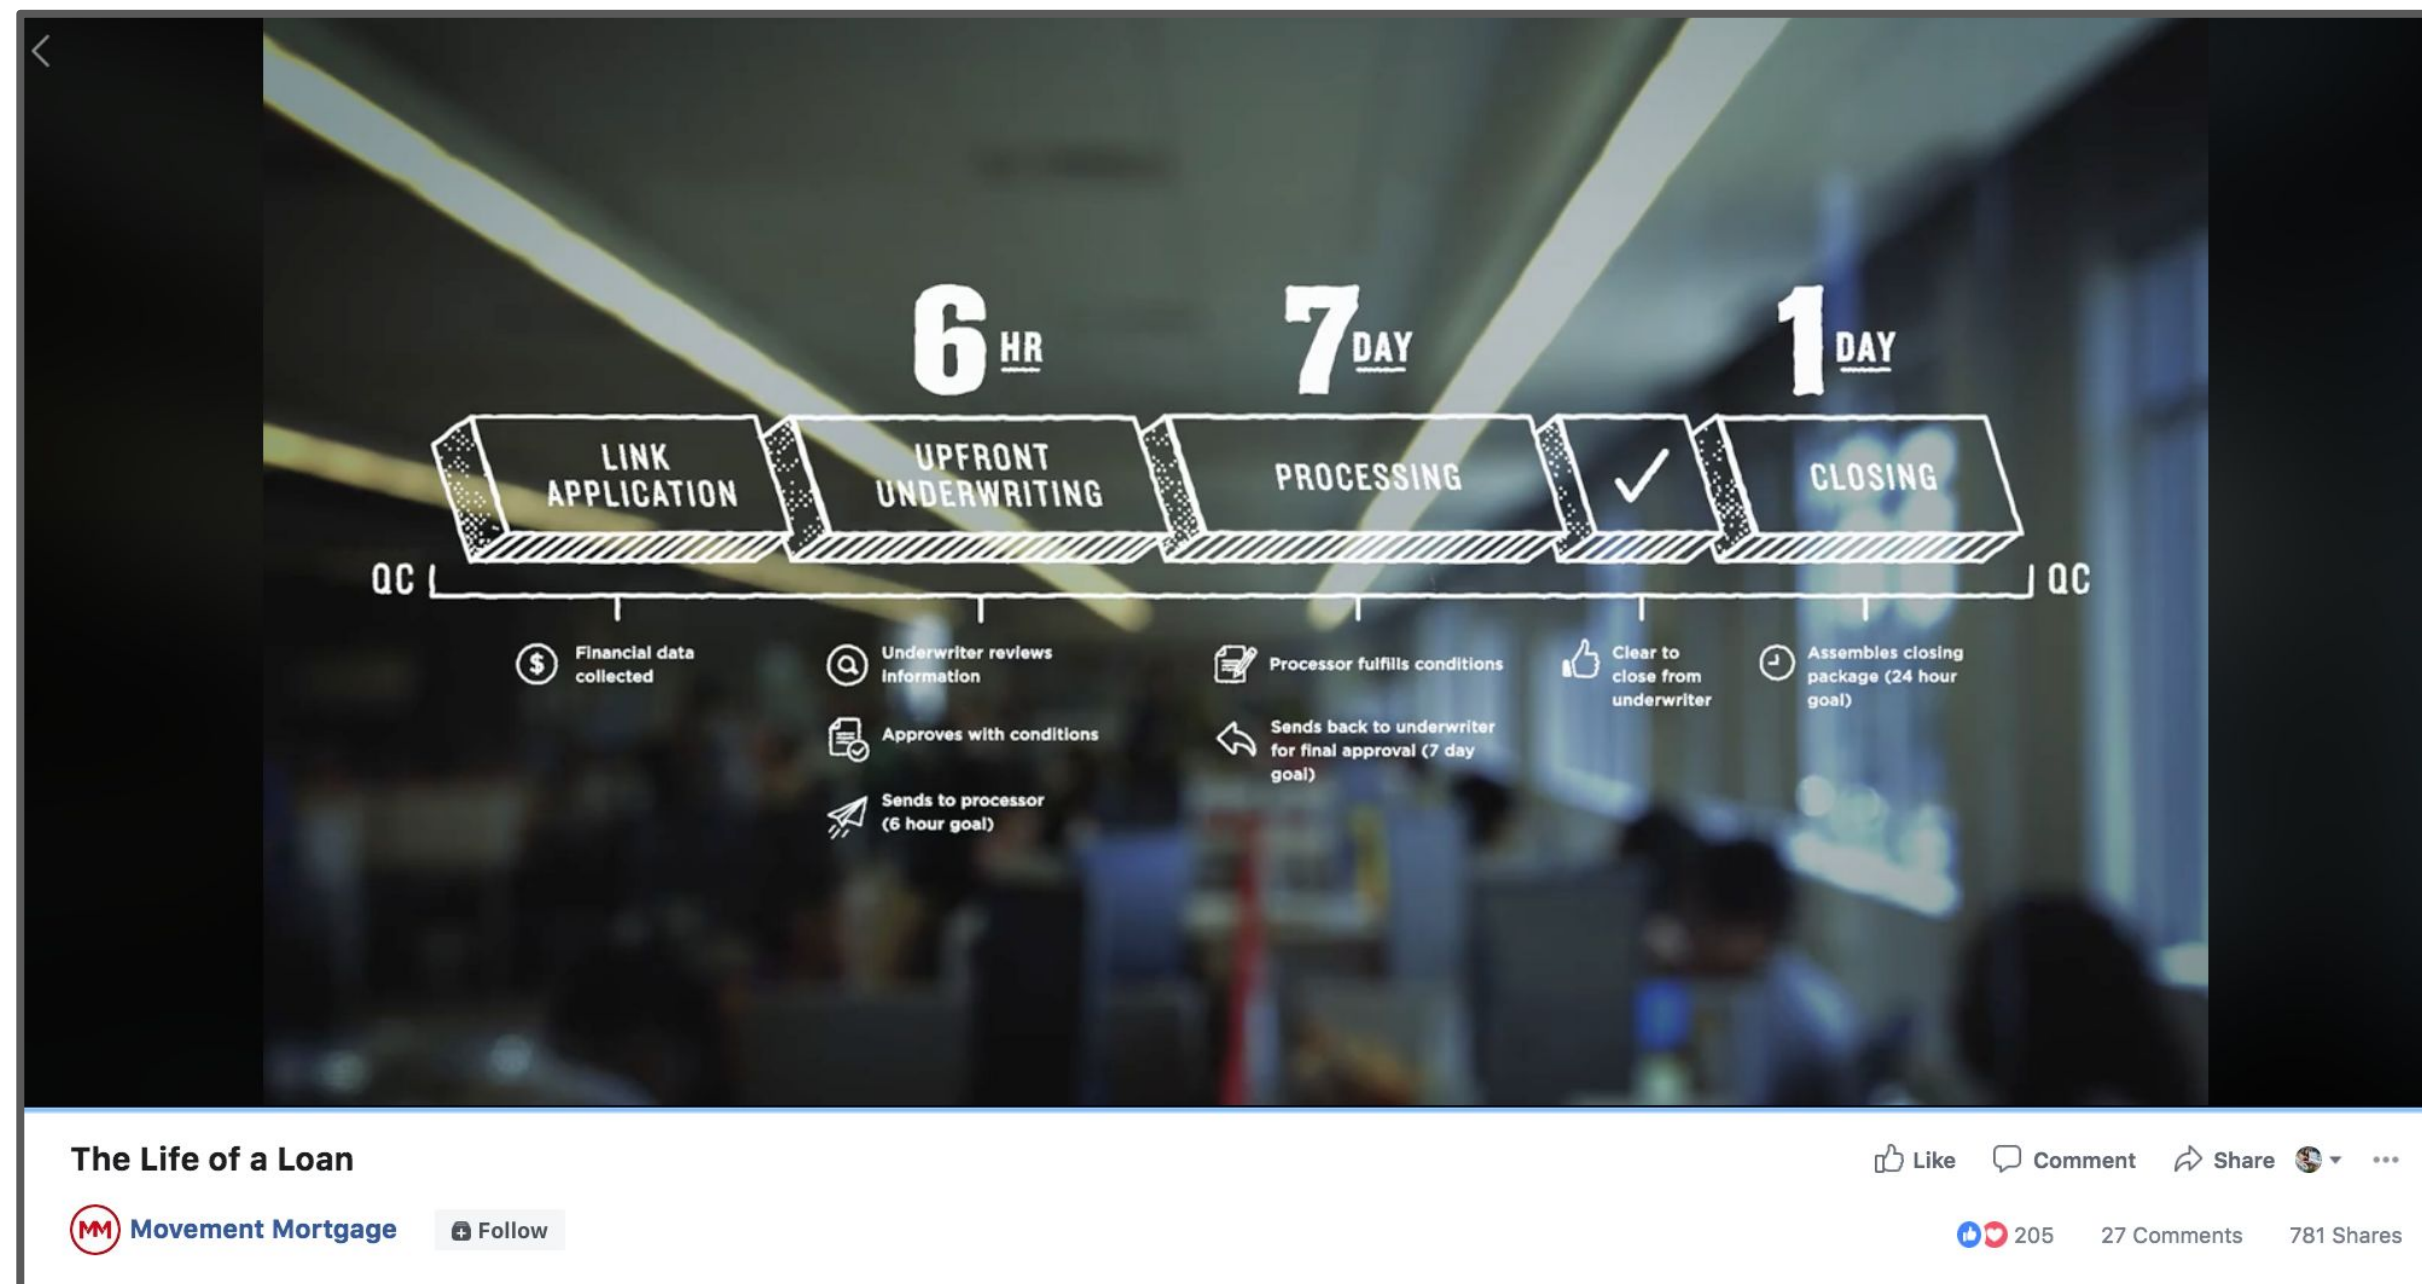 6 HR
7 DAY
1 DAY
LINK
APPLICATION
UPFRONT
UNDERWRITING
PROCESSING
CLOSING
QC
QC
Financial data
collected
Underwriter reviews
information
Approves with conditions
Sends to processor
(6 hour goal)
Processor fulfills conditions
Sends back to underwriter
for final approval (7 day
goal)
Clear to
close from
underwriter
Assembles closing
package (24 hour
goal)
The Life of a Loan
Like
Comment
Share
MM
Movement Mortgage
Follow
205
27 Comments
781 Shares